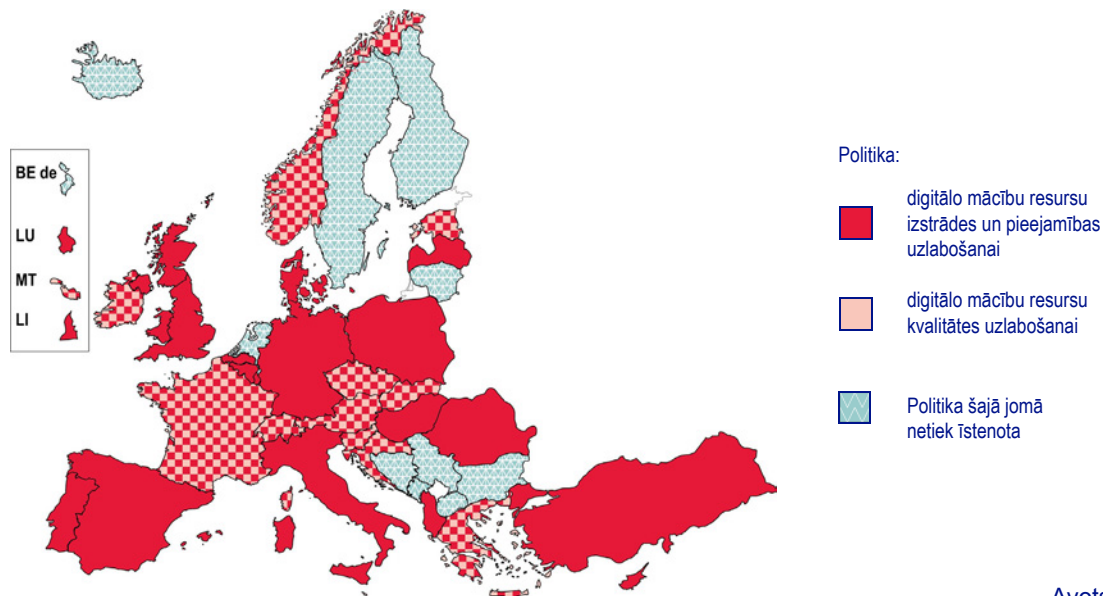 BE de
LU
MT
LI
Politika:
digitālo mācību resursu
izstrādes un pieejamības
uzlabošanai
digitālo mācību resursu
kvalitātes uzlabošanai
Politika šajā jomā
netiek īstenota